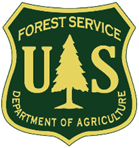 FOREST SERVICE
U S
DEPARTMENT OF AGRICULTURE